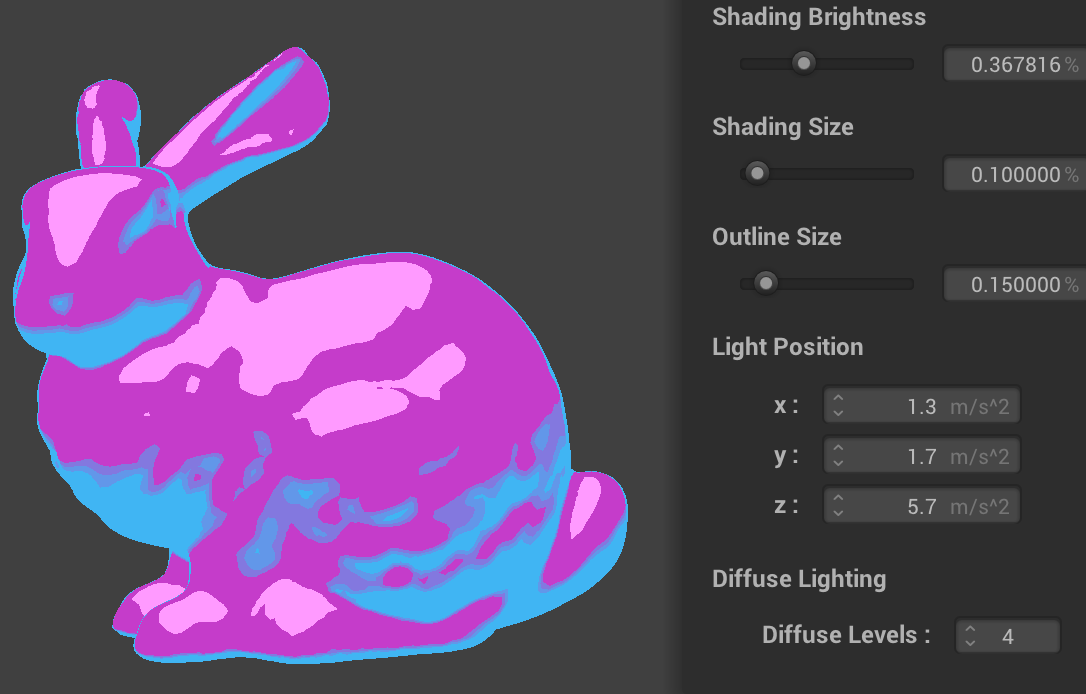 Shading Brightness
0.367816 %
Shading Size
0.100000 %
Outline Size
0.150000 %
Light Position
x : 1.3 m/s^2
y : 1.7 m/s^2
z : 5.7 m/s^2
Diffuse Lighting
Diffuse Levels : 4